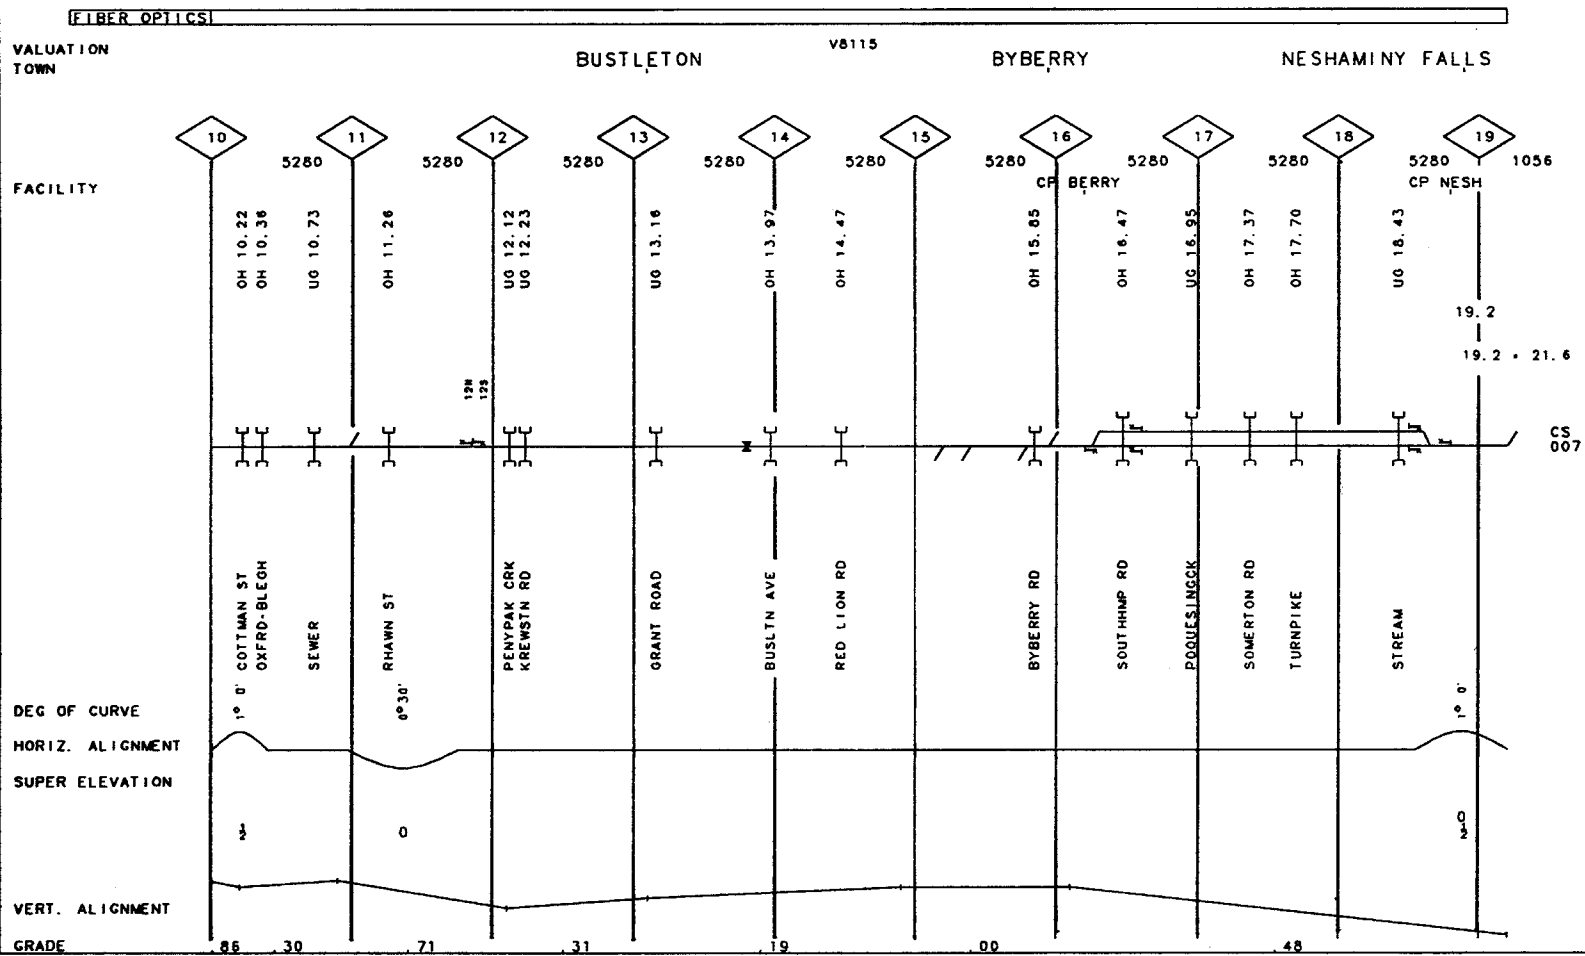 FIBER OPTICS
VALUATION V8115
TOWN BUSTLETON BYBERRY NESHAMINY FALLS
10 11 12 13 14 15 16 17 18 19
5280 5280 5280 5280 5280 5280 5280 5280 5280 1056
FACILITY CP BERRY CP NESH
OH 10.22
OH 10.36
UG 10.73
OH 11.26
UG 12.12
UG 12.23
UG 13.16
OH 13.97
OH 14.47
OH 15.85
OH 16.47
UG 16.95
OH 17.37
OH 17.70
UG 18.43
19.2
19.2 = 21.6
12N
12S
CS
007
COTTMAN ST
OXFRD-BLEGH
SEWER
RHAWN ST
PENYPAK CRK
KREWSTN RD
GRANT ROAD
BUSLTN AVE
RED LION RD
BYBERRY RD
SOUTHHMP RD
POQUESINGCK
SOMERTON RD
TURNPIKE
STREAM
DEG OF CURVE 1° 0' 0°30' 1° 0'
HORIZ. ALIGNMENT
SUPER ELEVATION
½ 0 0 ½
VERT. ALIGNMENT
GRADE .86 .30 .71 .31 .19 .00 .48